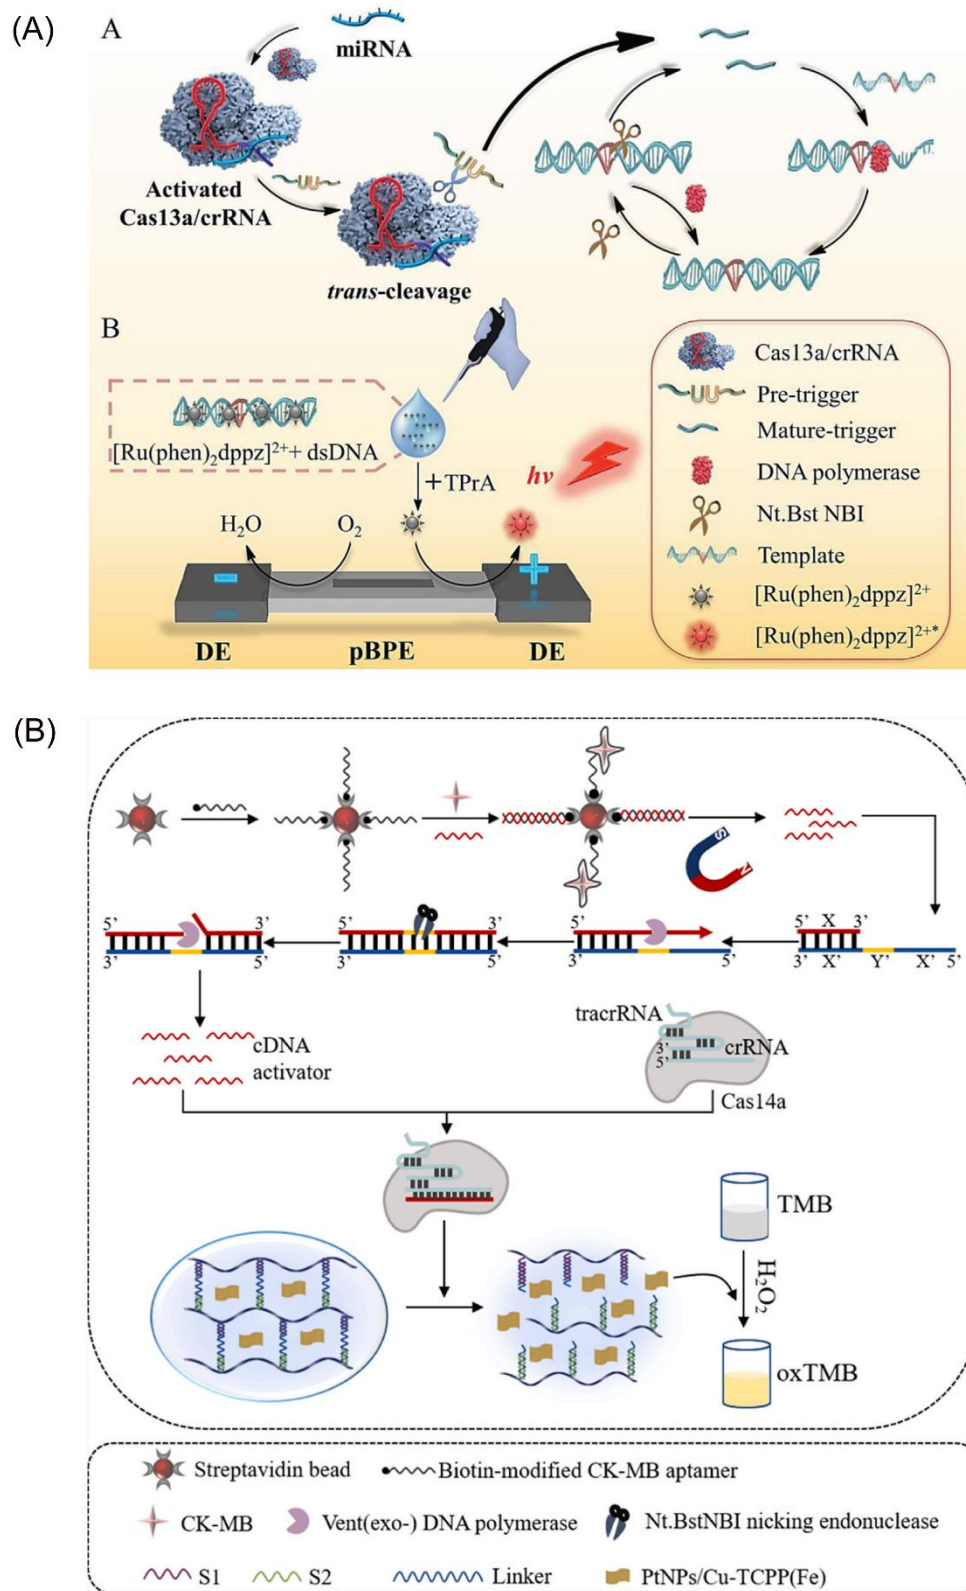 (A)
A
miRNA
Activated
Cas13a/crRNA
trans-cleavage
B
[Ru(phen)₂dppz]²⁺+ dsDNA
+TPrA
hν
H₂O
O₂
DE
pBPE
DE
Cas13a/crRNA
Pre-trigger
Mature-trigger
DNA polymerase
Nt.Bst NBI
Template
[Ru(phen)₂dppz]²⁺
[Ru(phen)₂dppz]²⁺*
(B)
S
N
5' 3'
3' 5'
5' 3'
3' 5'
5'
3' 5'
5' X 3'
3' X' Y' X' 5'
cDNA
activator
tracrRNA
3'
5'
crRNA
Cas14a
TMB
H₂O₂
oxTMB
Streptavidin bead
Biotin-modified CK-MB aptamer
CK-MB
Vent(exo-) DNA polymerase
Nt.BstNBI nicking endonuclease
S1
S2
Linker
PtNPs/Cu-TCPP(Fe)